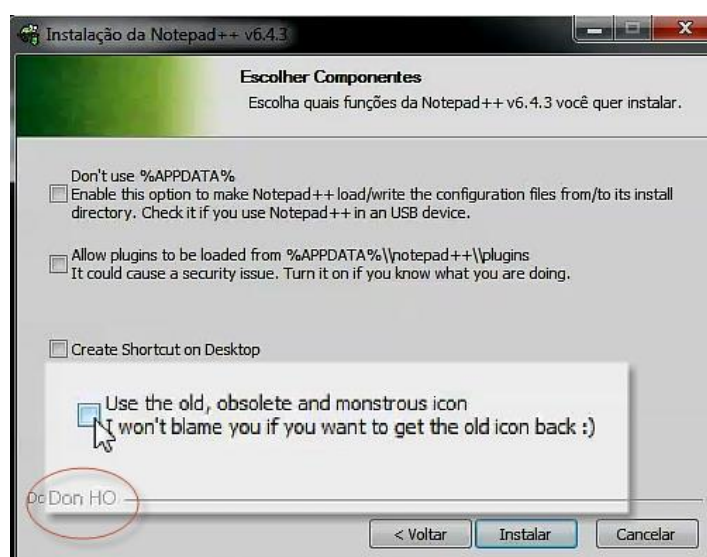 Instalação da Notepad++ v6.4.3
Escolher Componentes
Escolha quais funções da Notepad++ v6.4.3 você quer instalar.
Don't use %APPDATA%
Enable this option to make Notepad++ load/write the configuration files from/to its install
directory. Check it if you use Notepad++ in an USB device.
Allow plugins to be loaded from %APPDATA%\\notepad++\\plugins
It could cause a security issue. Turn it on if you know what you are doing.
Create Shortcut on Desktop
Use the old, obsolete and monstrous icon
I won't blame you if you want to get the old icon back :)
Don HO
< Voltar
Instalar
Cancelar